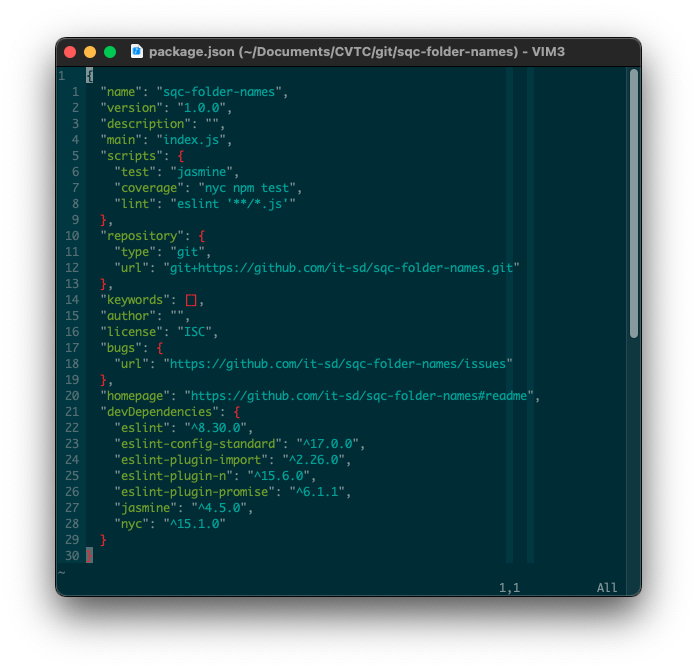 package.json (~/Documents/CVTC/git/sqc-folder-names) - VIM3
1 {
1 "name": "sqc-folder-names",
2 "version": "1.0.0",
3 "description": "",
4 "main": "index.js",
5 "scripts": {
6 "test": "jasmine",
7 "coverage": "nyc npm test",
8 "lint": "eslint '**/*.js'"
9 },
10 "repository": {
11 "type": "git",
12 "url": "git+https://github.com/it-sd/sqc-folder-names.git"
13 },
14 "keywords": [],
15 "author": "",
16 "license": "ISC",
17 "bugs": {
18 "url": "https://github.com/it-sd/sqc-folder-names/issues"
19 },
20 "homepage": "https://github.com/it-sd/sqc-folder-names#readme",
21 "devDependencies": {
22 "eslint": "^8.30.0",
23 "eslint-config-standard": "^17.0.0",
24 "eslint-plugin-import": "^2.26.0",
25 "eslint-plugin-n": "^15.6.0",
26 "eslint-plugin-promise": "^6.1.1",
27 "jasmine": "^4.5.0",
28 "nyc": "^15.1.0"
29 }
30 }
~
1,1 All